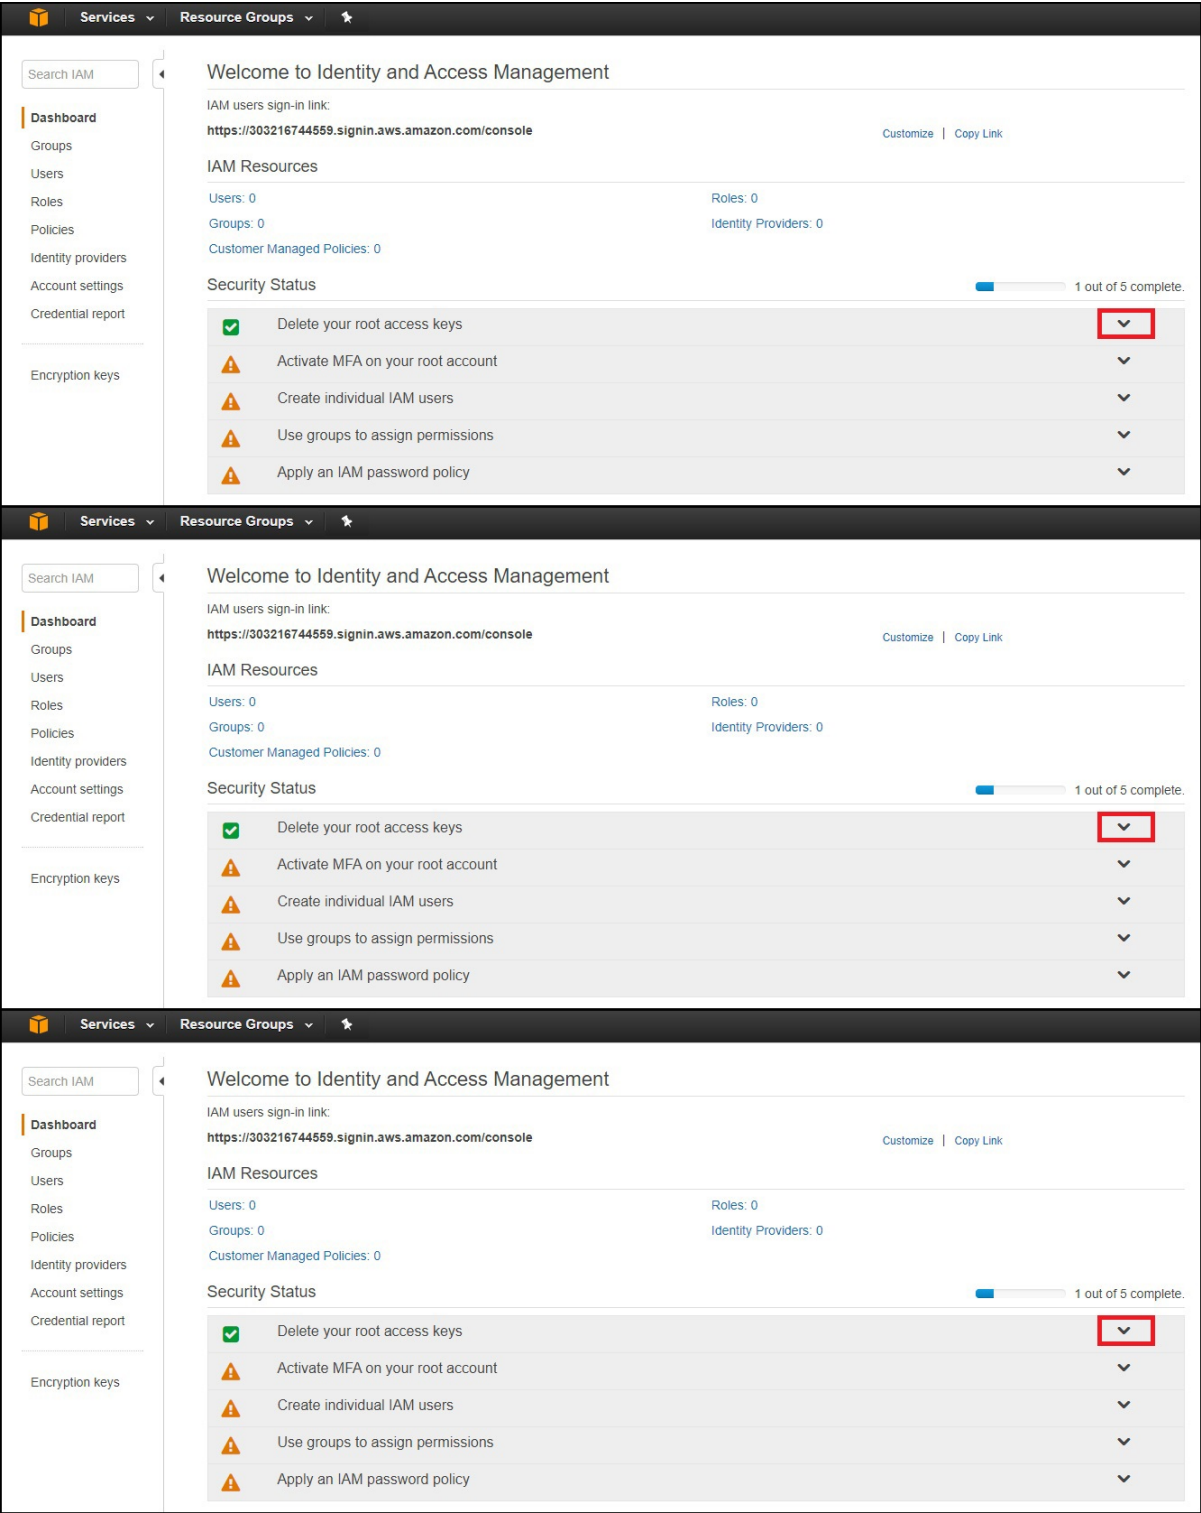 Services Resource Groups
Search IAM
Welcome to Identity and Access Management
IAM users sign-in link:
Dashboard
https://303216744559.signin.aws.amazon.com/console Customize | Copy Link
Groups
IAM Resources
Users
Users: 0 Roles: 0
Roles
Groups: 0 Identity Providers: 0
Policies
Customer Managed Policies: 0
Identity providers
Account settings
Security Status 1 out of 5 complete.
Credential report
Delete your root access keys
Activate MFA on your root account
Encryption keys
Create individual IAM users
Use groups to assign permissions
Apply an IAM password policy
Services Resource Groups
Search IAM
Welcome to Identity and Access Management
IAM users sign-in link:
Dashboard
https://303216744559.signin.aws.amazon.com/console Customize | Copy Link
Groups
IAM Resources
Users
Users: 0 Roles: 0
Roles
Groups: 0 Identity Providers: 0
Policies
Customer Managed Policies: 0
Identity providers
Account settings
Security Status 1 out of 5 complete.
Credential report
Delete your root access keys
Activate MFA on your root account
Encryption keys
Create individual IAM users
Use groups to assign permissions
Apply an IAM password policy
Services Resource Groups
Search IAM
Welcome to Identity and Access Management
IAM users sign-in link:
Dashboard
https://303216744559.signin.aws.amazon.com/console Customize | Copy Link
Groups
IAM Resources
Users
Users: 0 Roles: 0
Roles
Groups: 0 Identity Providers: 0
Policies
Customer Managed Policies: 0
Identity providers
Account settings
Security Status 1 out of 5 complete.
Credential report
Delete your root access keys
Activate MFA on your root account
Encryption keys
Create individual IAM users
Use groups to assign permissions
Apply an IAM password policy